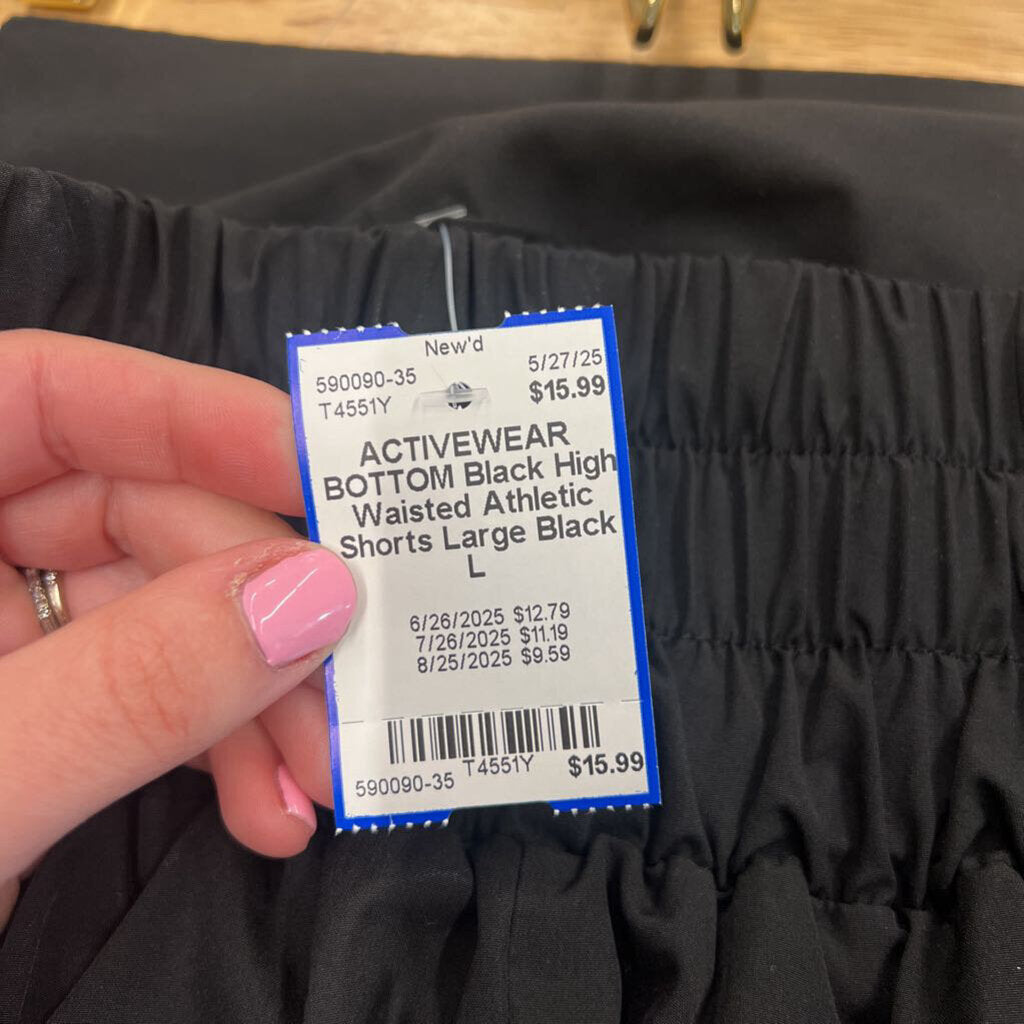 New'd
590090-35 5/27/25
T4551Y $15.99
ACTIVEWEAR
BOTTOM Black High
Waisted Athletic
Shorts Large Black
L
6/26/2025 $12.79
7/26/2025 $11.19
8/25/2025 $9.59
590090-35 T4551Y $15.99